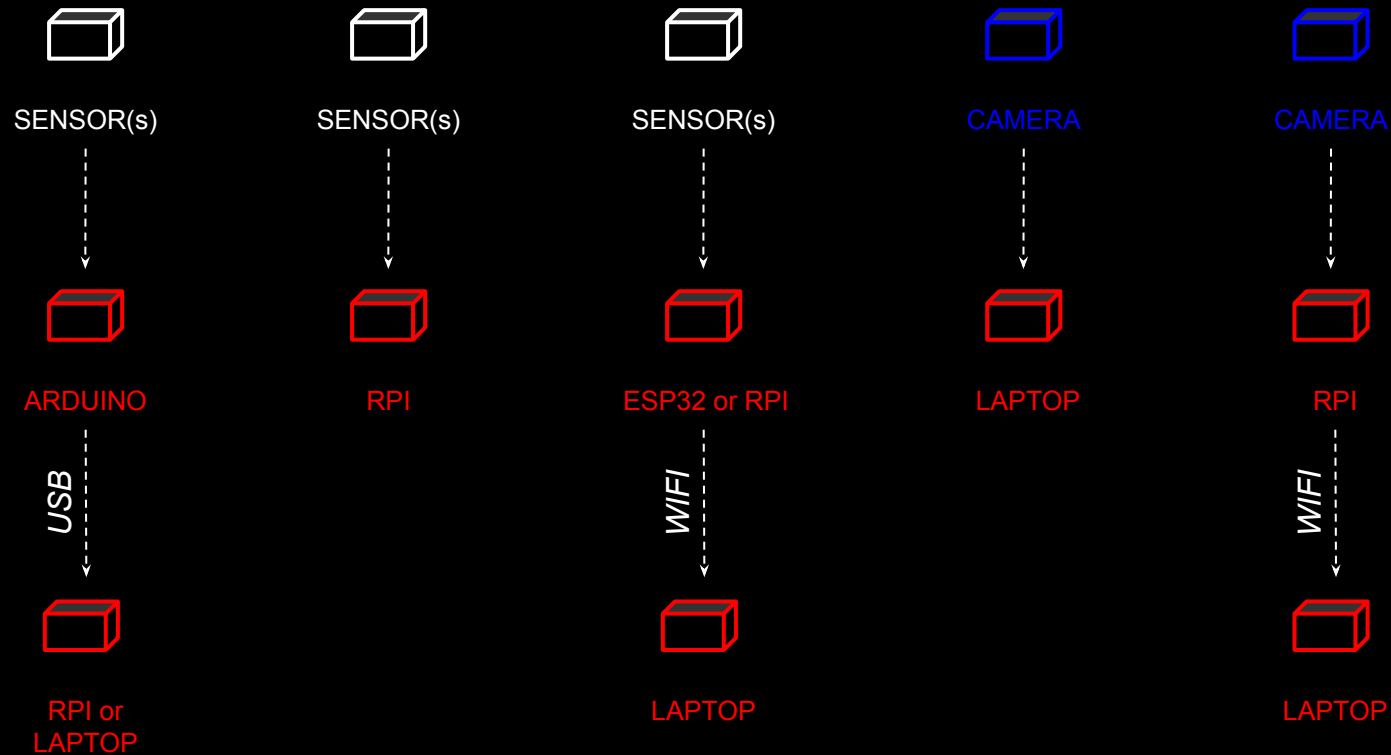 SENSOR(s)
SENSOR(s)
SENSOR(s)
CAMERA
CAMERA
ARDUINO
RPI
ESP32 or RPI
LAPTOP
RPI
USB
WIFI
WIFI
RPI or
LAPTOP
LAPTOP
LAPTOP